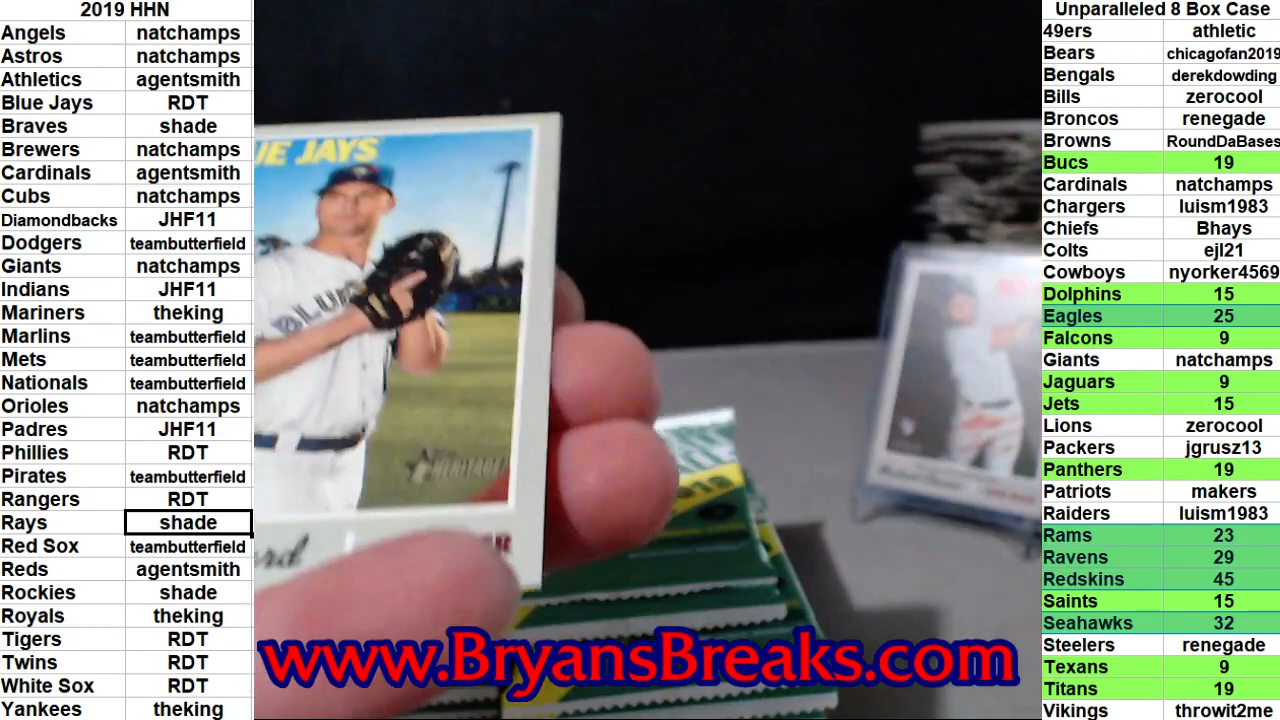 2019 HHN
Angels natchamps
Astros natchamps
Athletics agentsmith
Blue Jays RDT
Braves shade
Brewers natchamps
Cardinals agentsmith
Cubs natchamps
Diamondbacks JHF11
Dodgers teambutterfield
Giants natchamps
Indians JHF11
Mariners theking
Marlins teambutterfield
Mets teambutterfield
Nationals teambutterfield
Orioles natchamps
Padres JHF11
Phillies RDT
Pirates teambutterfield
Rangers RDT
Rays shade
Red Sox teambutterfield
Reds agentsmith
Rockies shade
Royals theking
Tigers RDT
Twins RDT
White Sox RDT
Yankees theking
UE JAYS
BLUE
HERITAGE
www.BryansBreaks.com
Unparalleled 8 Box Case
49ers athletic
Bears chicagofan2019
Bengals derekdowding
Bills zerocool
Broncos renegade
Browns RoundDaBases
Bucs 19
Cardinals natchamps
Chargers luism1983
Chiefs Bhays
Colts ejl21
Cowboys nyorker4569
Dolphins 15
Eagles 25
Falcons 9
Giants natchamps
Jaguars 9
Jets 15
Lions zerocool
Packers jgrusz13
Panthers 19
Patriots makers
Raiders luism1983
Rams 23
Ravens 29
Redskins 45
Saints 15
Seahawks 32
Steelers renegade
Texans 9
Titans 19
Vikings throwit2me